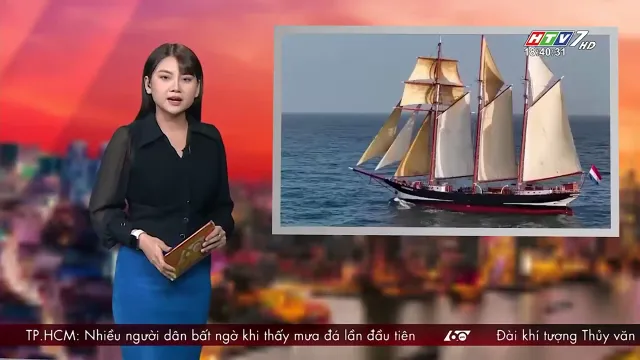 HTV7 HD
18:40:31
TP.HCM: Nhiều người dân bất ngờ khi thấy mưa đá lần đầu tiên
60
Đài khí tượng Thủy văn